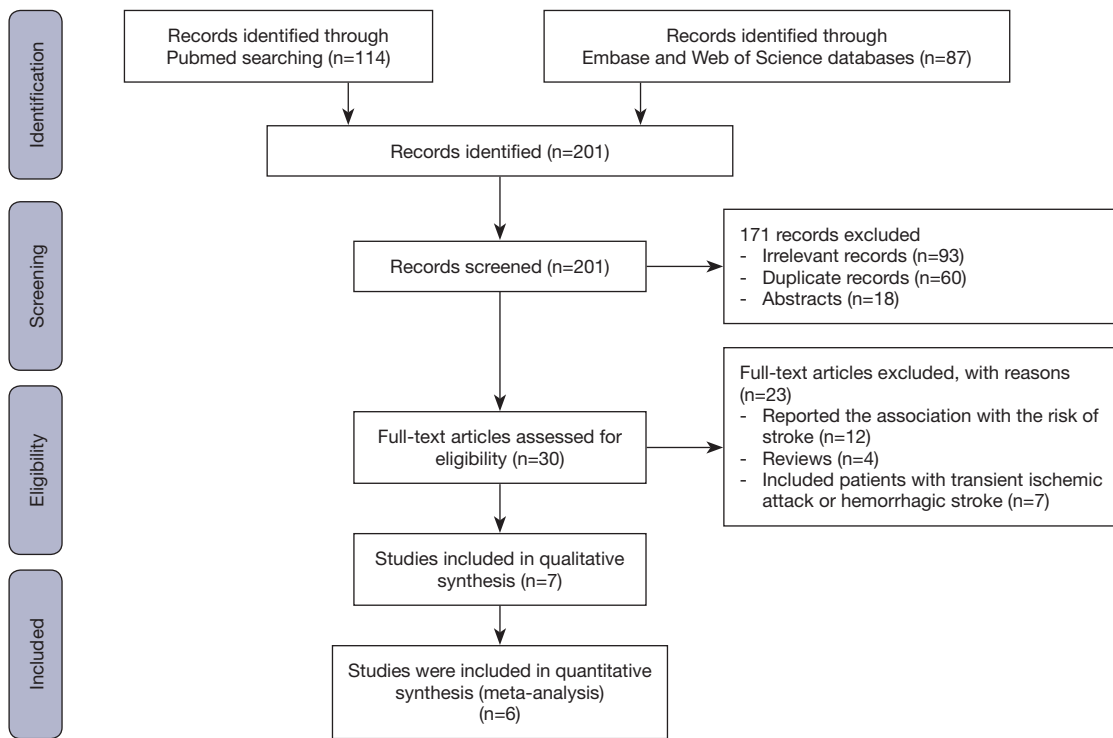 Identification
Records identified through
Pubmed searching (n=114)
Records identified through
Embase and Web of Science databases (n=87)
Records identified (n=201)
Screening
Records screened (n=201)
171 records excluded
- Irrelevant records (n=93)
- Duplicate records (n=60)
- Abstracts (n=18)
Eligibility
Full-text articles assessed for
eligibility (n=30)
Full-text articles excluded, with reasons
(n=23)
- Reported the association with the risk of
stroke (n=12)
- Reviews (n=4)
- Included patients with transient ischemic
attack or hemorrhagic stroke (n=7)
Studies included in qualitative
synthesis (n=7)
Included
Studies were included in quantitative
synthesis (meta-analysis)
(n=6)